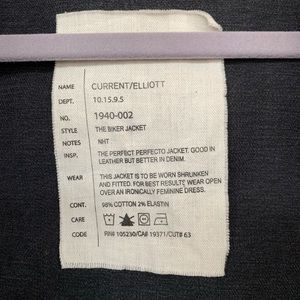 NAME CURRENT/ELLIOTT
DEPT. 10.15.9.5
NO. 1940-002
STYLE THE BIKER JACKET
NOTES NHT
INSP. THE PERFECT PERFECTO JACKET. GOOD IN
LEATHER BUT BETTER IN DENIM.
WEAR THIS JACKET IS TO BE WORN SHRUNKEN
AND FITTED. FOR BEST RESULTS WEAR OPEN
OVER AN IRONICALLY FEMININE DRESS.
CONT. 98% COTTON 2% ELASTIN
CARE
CODE RN# 105230/CA# 19371/CUT# 63